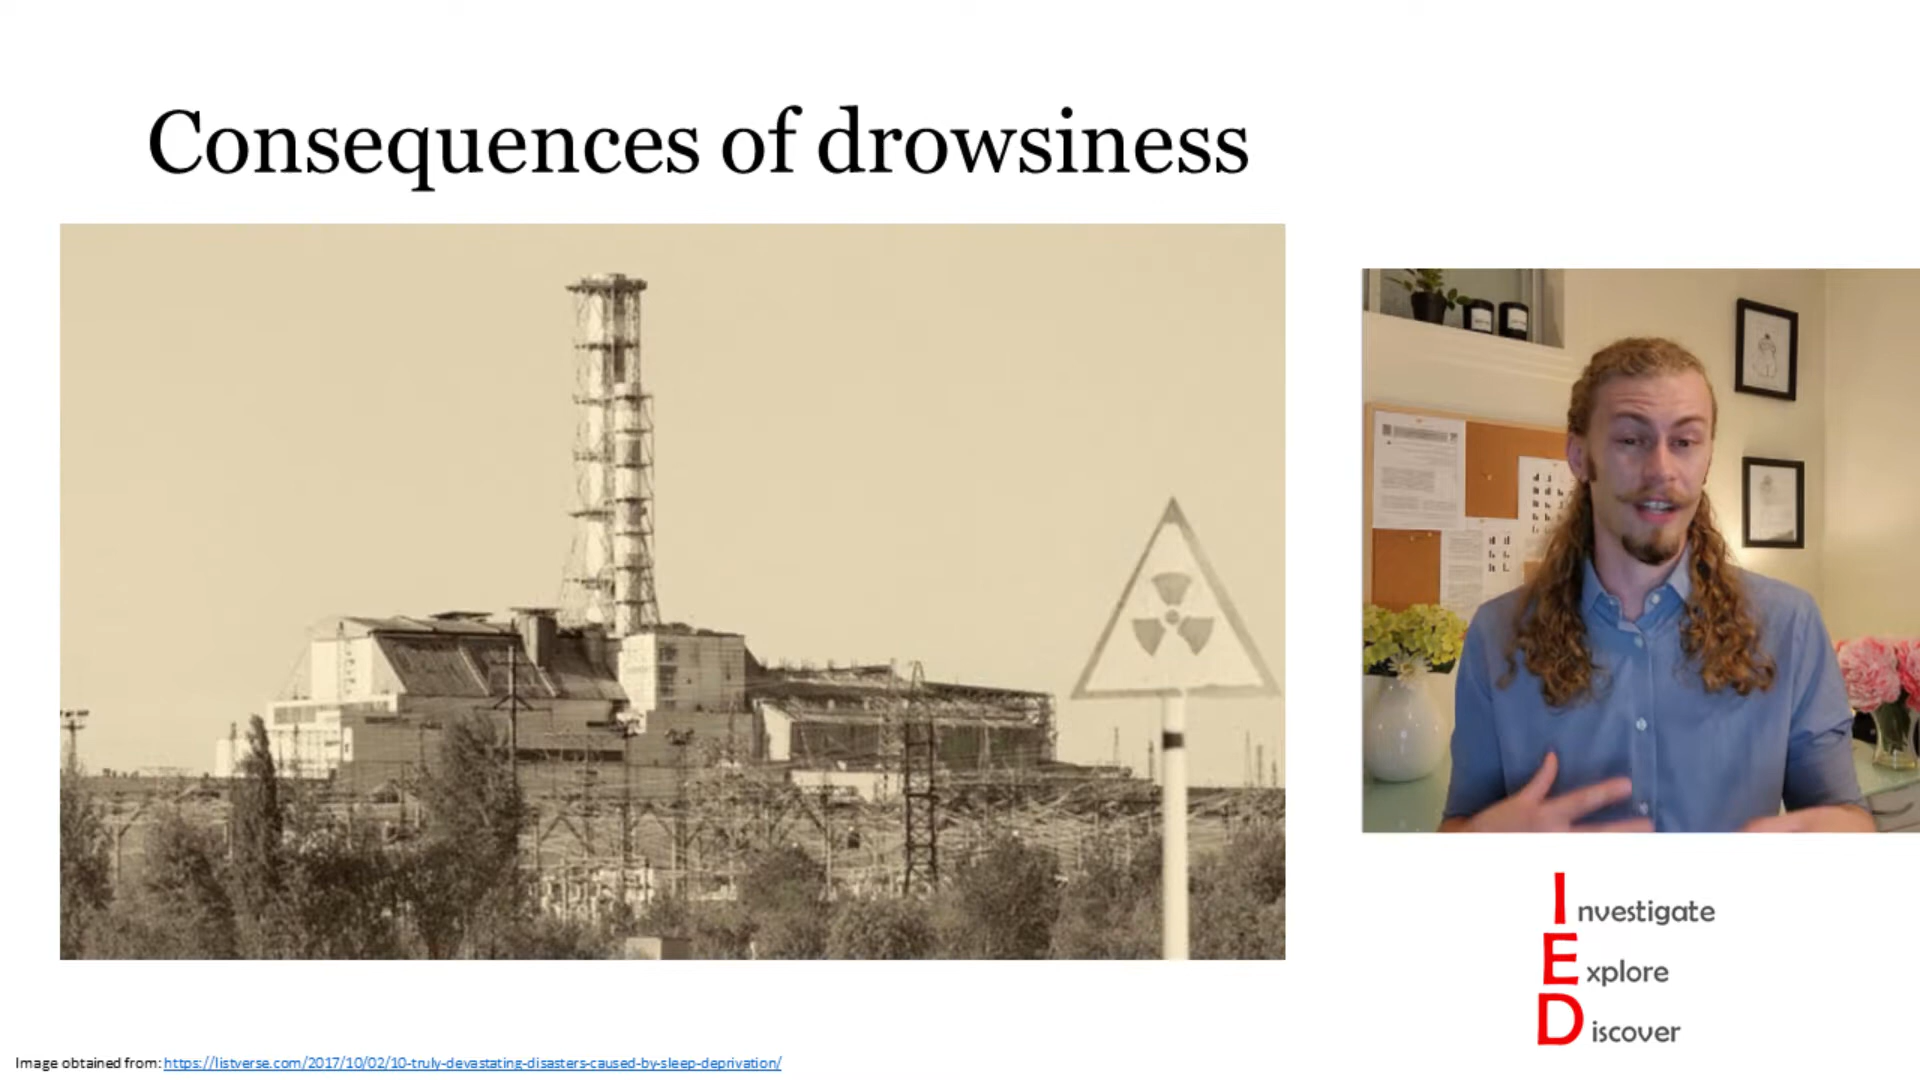 Consequences of drowsiness
Investigate
Explore
Discover
Image obtained from: https://listverse.com/2017/10/02/10-truly-devastating-disasters-caused-by-sleep-deprivation/